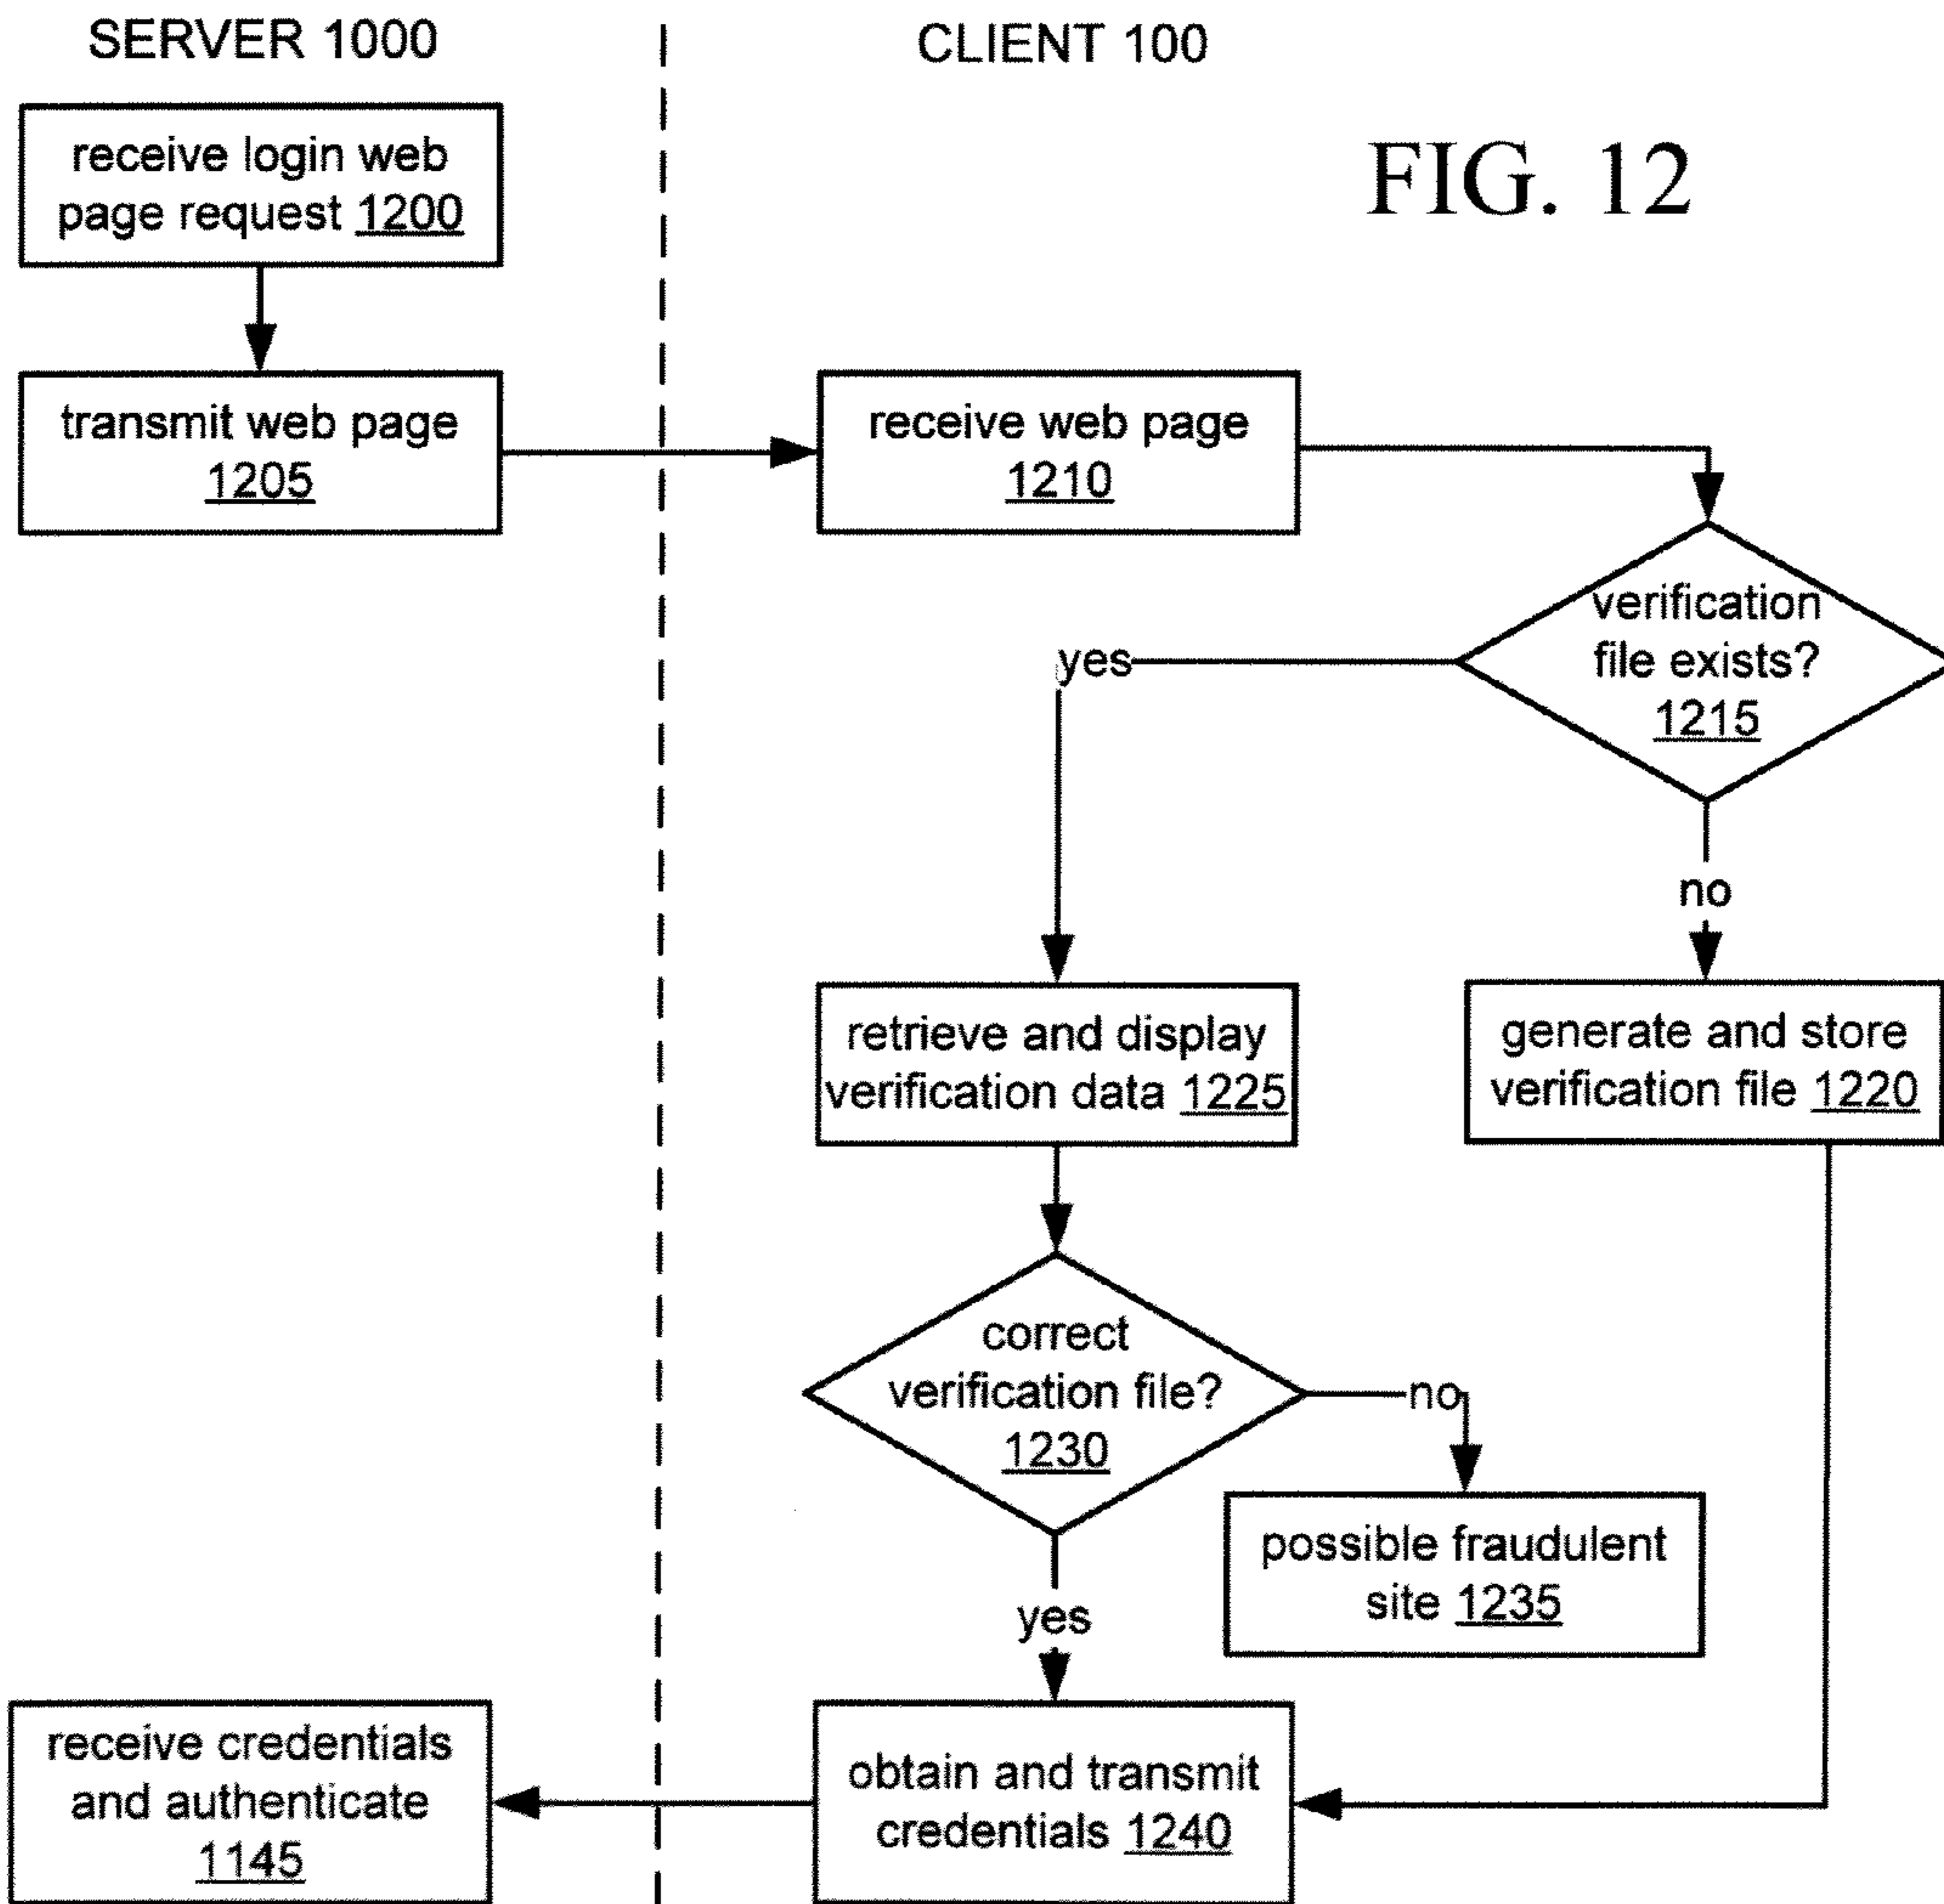 SERVER 1000
CLIENT 100
FIG. 12
receive login web
page request 1200
transmit web page
1205
receive web page
1210
verification
file exists?
1215
yes
no
retrieve and display
verification data 1225
generate and store
verification file 1220
correct
verification file?
1230
no
possible fraudulent
site 1235
yes
receive credentials
and authenticate
1145
obtain and transmit
credentials 1240